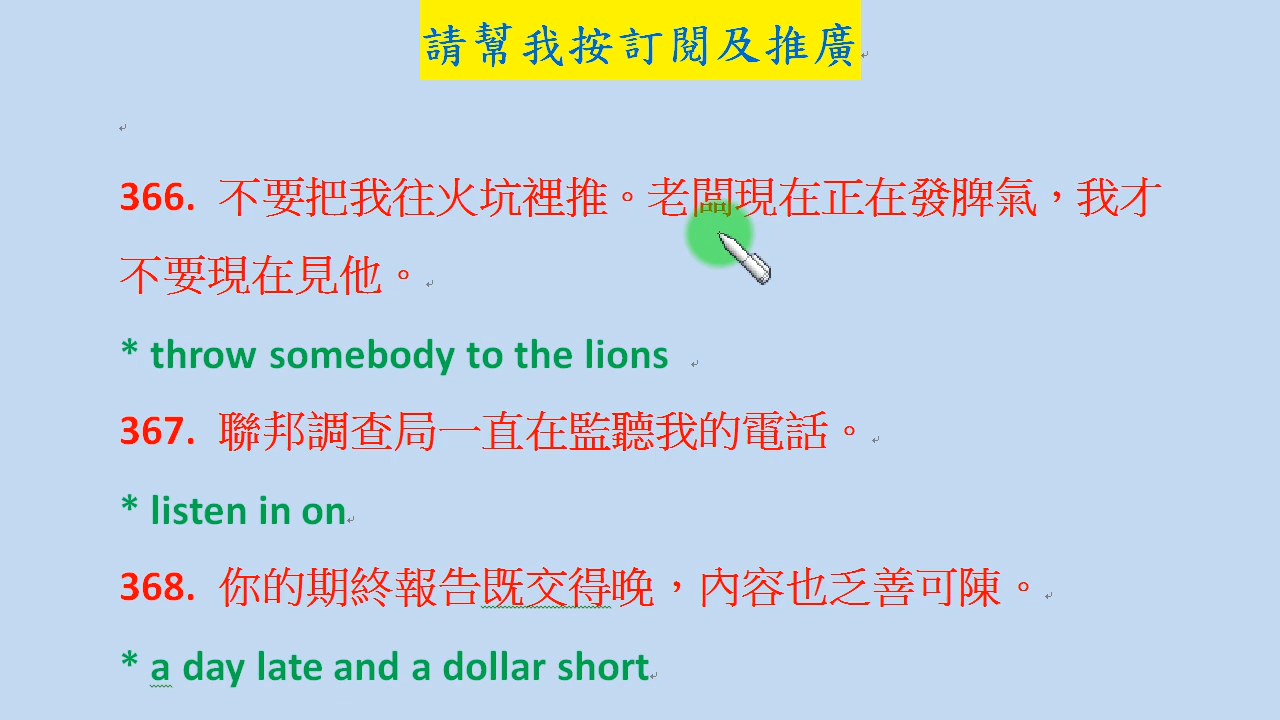 請幫我按訂閱及推廣
366. 不要把我往火坑裡推。老闆現在正在發脾氣，我才
不要現在見他。
* throw somebody to the lions
367. 聯邦調查局一直在監聽我的電話。
* listen in on
368. 你的期終報告既交得晚，內容也乏善可陳。
* a day late and a dollar short